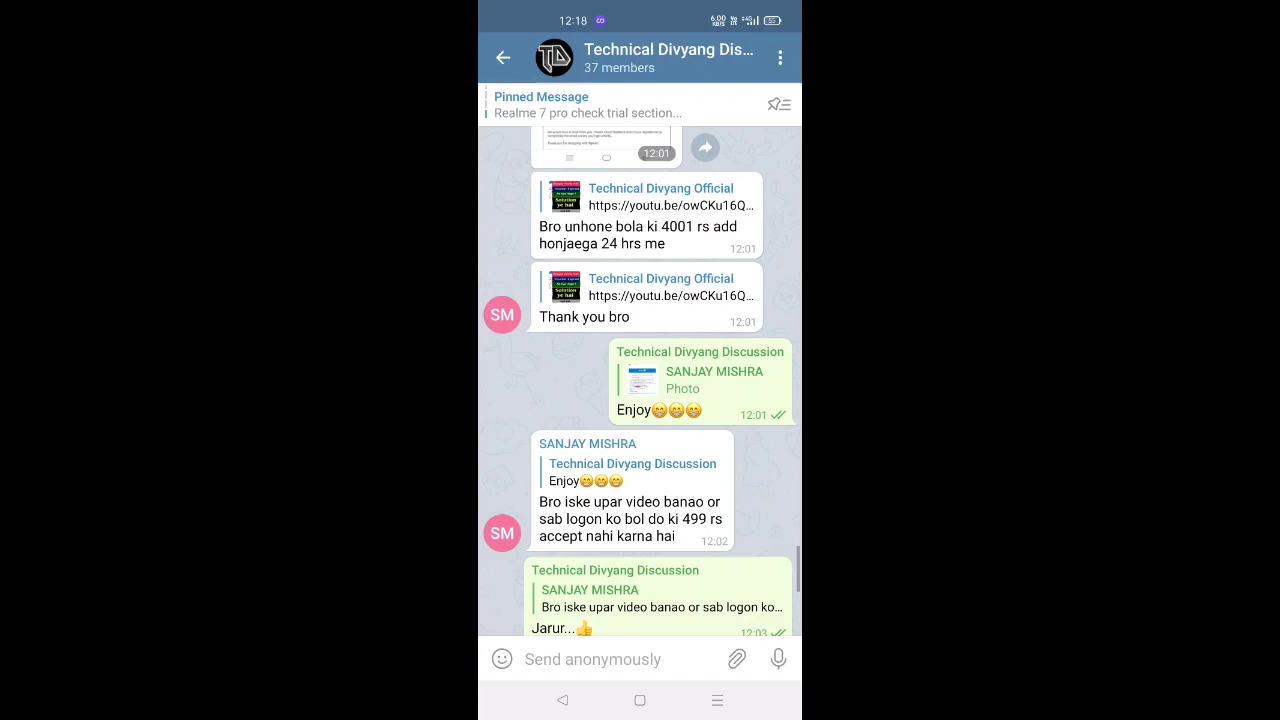 12:18
6.00
KB/S
4G
55
Technical Divyang Dis...
37 members
Pinned Message
Realme 7 pro check trial section...
12:01
Technical Divyang Official
https://youtu.be/owCKu16Q...
Bro unhone bola ki 4001 rs add
honjaega 24 hrs me
12:01
Technical Divyang Official
https://youtu.be/owCKu16Q...
Thank you bro
12:01
SM
Technical Divyang Discussion
SANJAY MISHRA
Photo
Enjoy😁😁😁
12:01
SANJAY MISHRA
Technical Divyang Discussion
Enjoy😁😁😁
Bro iske upar video banao or
sab logon ko bol do ki 499 rs
accept nahi karna hai
12:02
SM
Technical Divyang Discussion
SANJAY MISHRA
Bro iske upar video banao or sab logon ko...
Jarur...👍
12:03
Send anonymously